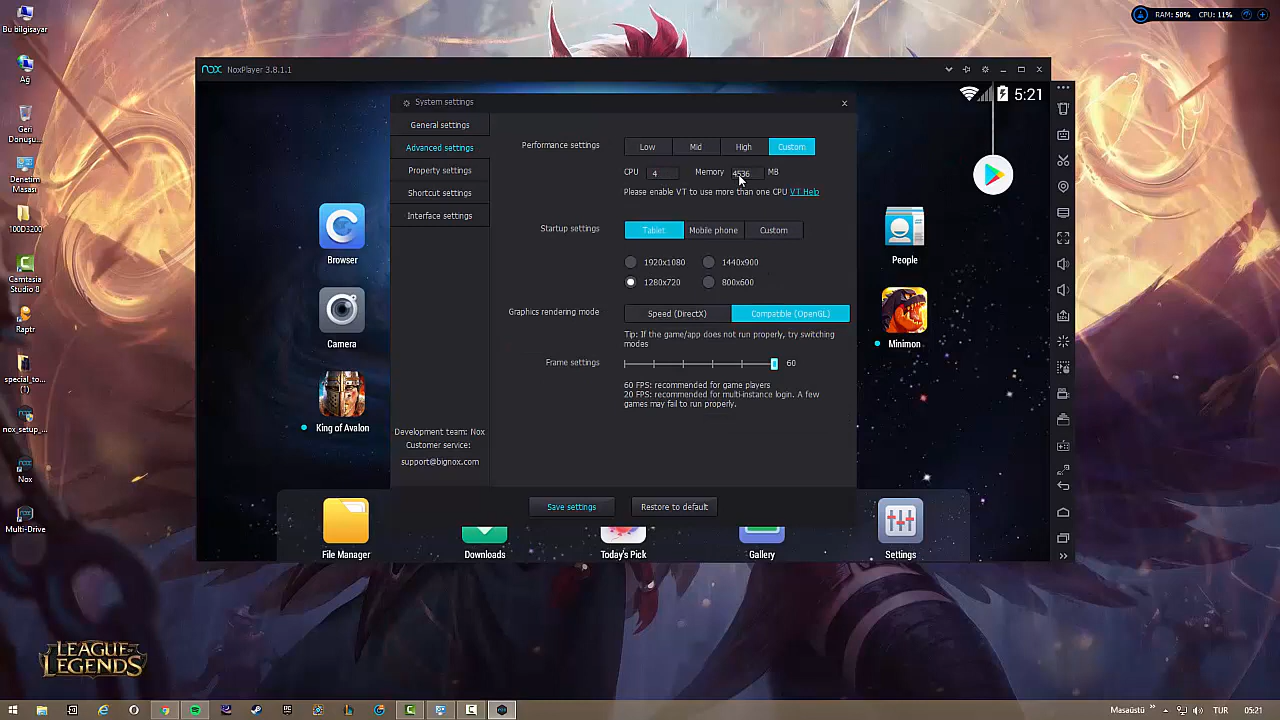 Bu bilgisayar
Ağ
Geri
Dönüşü...
Denetim
Masası
100D3200
Camtasia
Studio 8
Raptr
special_to...
(1)
nox_setup_...
Nox
Multi-Drive
RAM: 50% CPU: 11%
nox NoxPlayer 3.8.1.1
5:21
System settings
General settings
Advanced settings
Property settings
Shortcut settings
Interface settings
Development team: Nox
Customer service:
support@bignox.com
Performance settings Low Mid High Custom
CPU 4 Memory 4536 MB
Please enable VT to use more than one CPU VT Help
Startup settings Tablet Mobile phone Custom
1920x1080 1440x900
1280x720 800x600
Graphics rendering mode Speed (DirectX) Compatible (OpenGL)
Tip: If the game/app does not run properly, try switching
modes
Frame settings 60
60 FPS: recommended for game players
20 FPS: recommended for multi-instance login. A few
games may fail to run properly.
Save settings Restore to default
Browser
Camera
King of Avalon
People
Minimon
File Manager Downloads Today's Pick Gallery Settings
LEAGUE OF
LEGENDS
Masaüstü TUR 05:21